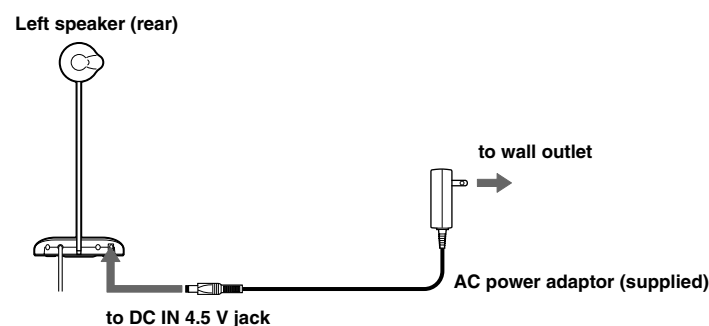 Left speaker (rear)
to wall outlet
AC power adaptor (supplied)
to DC IN 4.5 V jack